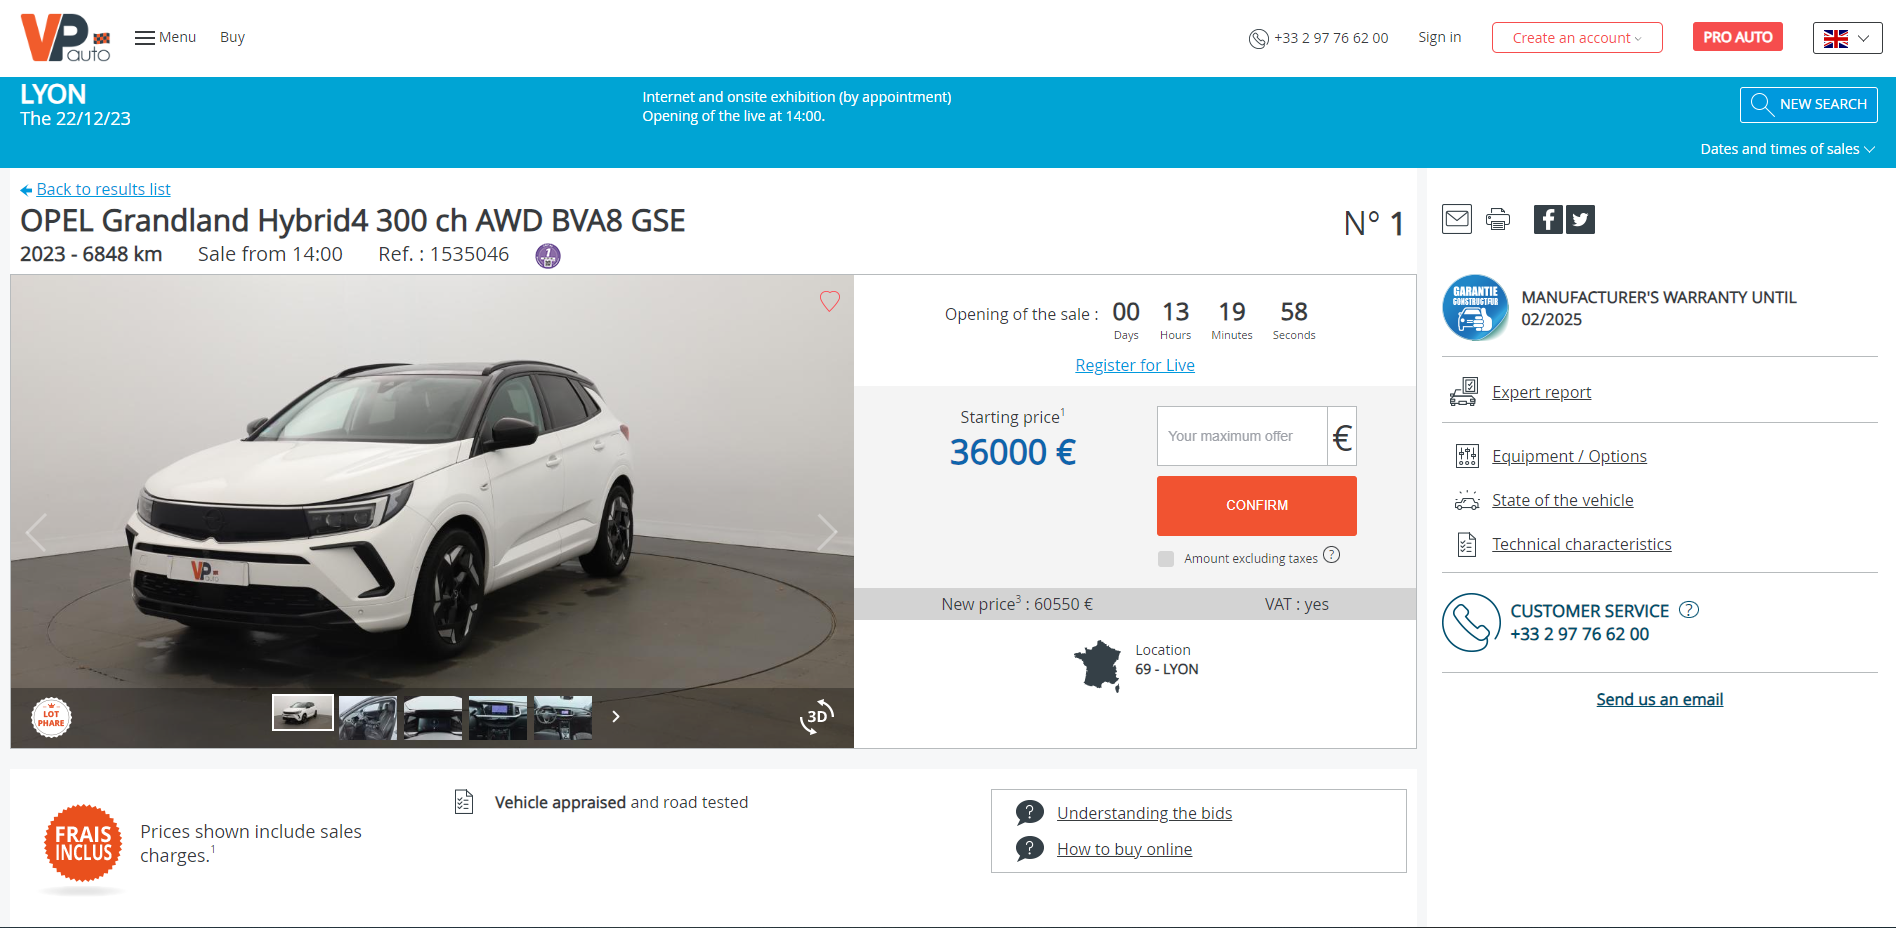 VP auto
Menu
Buy
+33 2 97 76 62 00
Sign in
Create an account
PRO AUTO
LYON
The 22/12/23
Internet and onsite exhibition (by appointment)
Opening of the live at 14:00.
NEW SEARCH
Dates and times of sales
Back to results list
OPEL Grandland Hybrid4 300 ch AWD BVA8 GSE
N° 1
2023 - 6848 km
Sale from 14:00
Ref. : 1535046
1
VP auto
LOT
PHARE
3D
Opening of the sale :
00 13 19 58
Days Hours Minutes Seconds
Register for Live
Starting price1
36000 €
Your maximum offer
€
CONFIRM
Amount excluding taxes ?
New price3 : 60550 €
VAT : yes
Location
69 - LYON
GARANTIE
CONSTRUCTEUR
MANUFACTURER'S WARRANTY UNTIL
02/2025
Expert report
Equipment / Options
State of the vehicle
Technical characteristics
CUSTOMER SERVICE ?
+33 2 97 76 62 00
Send us an email
FRAIS
INCLUS
Prices shown include sales
charges.1
Vehicle appraised and road tested
? Understanding the bids
? How to buy online